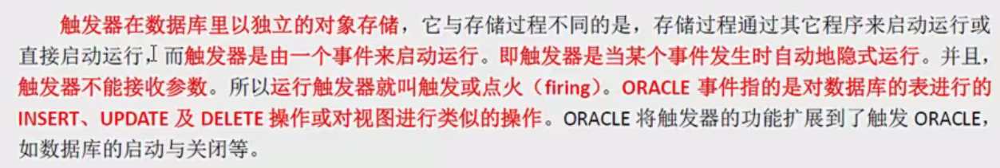 触发器在数据库里以独立的对象存储，它与存储过程不同的是，存储过程通过其它程序来启动运行或
直接启动运行，而触发器是由一个事件来启动运行。即触发器是当某个事件发生时自动地隐式运行。并且，
触发器不能接收参数。所以运行触发器就叫触发或点火（firing）。ORACLE 事件指的是对数据库的表进行的
INSERT、UPDATE 及 DELETE 操作或对视图进行类似的操作。ORACLE 将触发器的功能扩展到了触发 ORACLE，
如数据库的启动与关闭等。